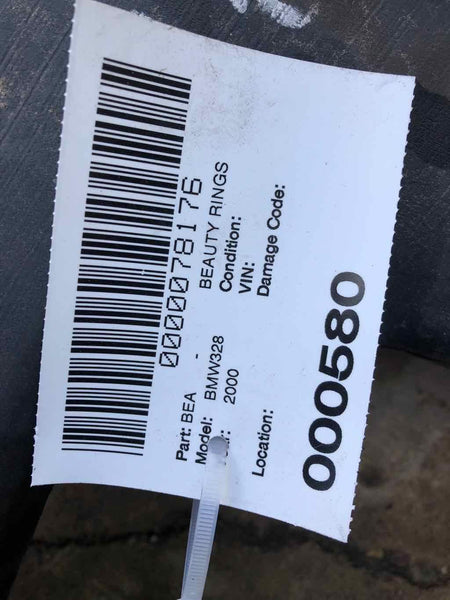 0000078176
Part: BEA - BEAUTY RINGS
Model: BMW328 Condition:
2000 VIN:
Damage Code:
Location:
000580